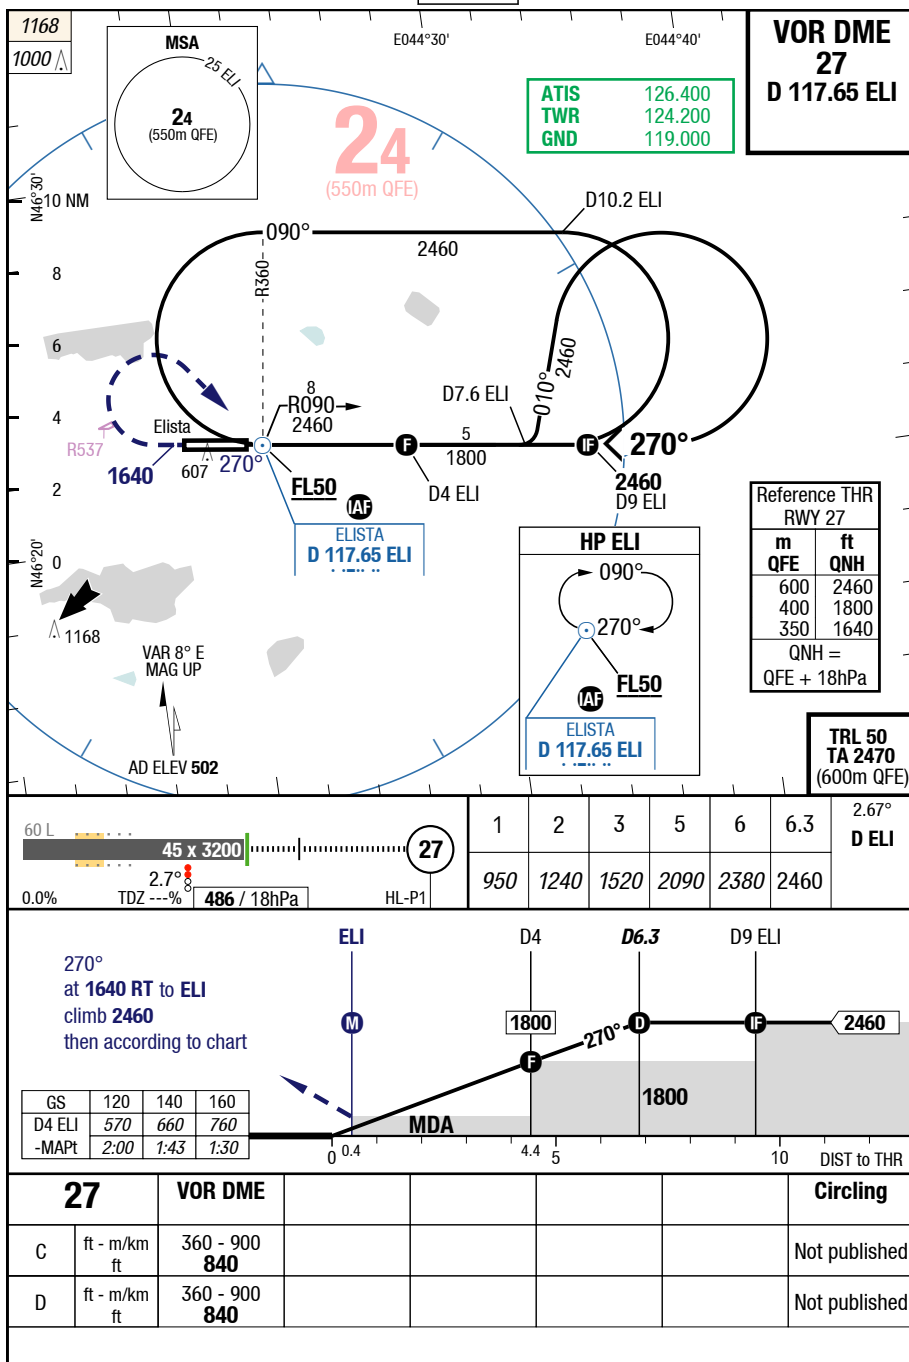 1168
1000
MSA
25 ELI
24
(550m QFE)
E044°30'
E044°40'
VOR DME
27
D 117.65 ELI
ATIS 126.400
TWR 124.200
GND 119.000
24
(550m QFE)
N46°30'
10 NM
D10.2 ELI
090°
2460
R360
8
6
4
2
0
010°
2460
8
R090
2460
D7.6 ELI
5
1800
F
IF
270°
2460
D9 ELI
D4 ELI
Elista
R537
1640
607
270°
FL50
IAF
ELISTA
D 117.65 ELI
N46°20'
1168
VAR 8° E
MAG UP
AD ELEV 502
HP ELI
090°
270°
FL50
IAF
ELISTA
D 117.65 ELI
Reference THR
RWY 27
m ft
QFE QNH
600 2460
400 1800
350 1640
QNH =
QFE + 18hPa
TRL 50
TA 2470
(600m QFE)
60 L
45 x 3200
27
2.7°
0.0%
TDZ ---%
486 / 18hPa
HL-P1
1 2 3 5 6 6.3 2.67°
D ELI
950 1240 1520 2090 2380 2460
270°
at 1640 RT to ELI
climb 2460
then according to chart
ELI D4 D6.3 D9 ELI
M 1800 270° D IF 2460
F
1800
MDA
GS 120 140 160
D4 ELI 570 660 760
-MAPt 2:00 1:43 1:30
0 0.4 4.4 5 10 DIST to THR
27 VOR DME Circling
C ft - m/km 360 - 900 Not published
ft 840
D ft - m/km 360 - 900 Not published
ft 840